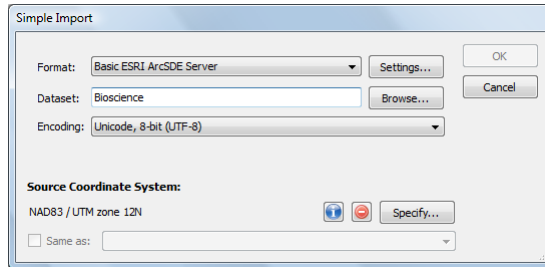 Simple Import
Format: Basic ESRI ArcSDE Server Settings... OK
Dataset: Bioscience Browse... Cancel
Encoding: Unicode, 8-bit (UTF-8)
Source Coordinate System:
NAD83 / UTM zone 12N Specify...
Same as: